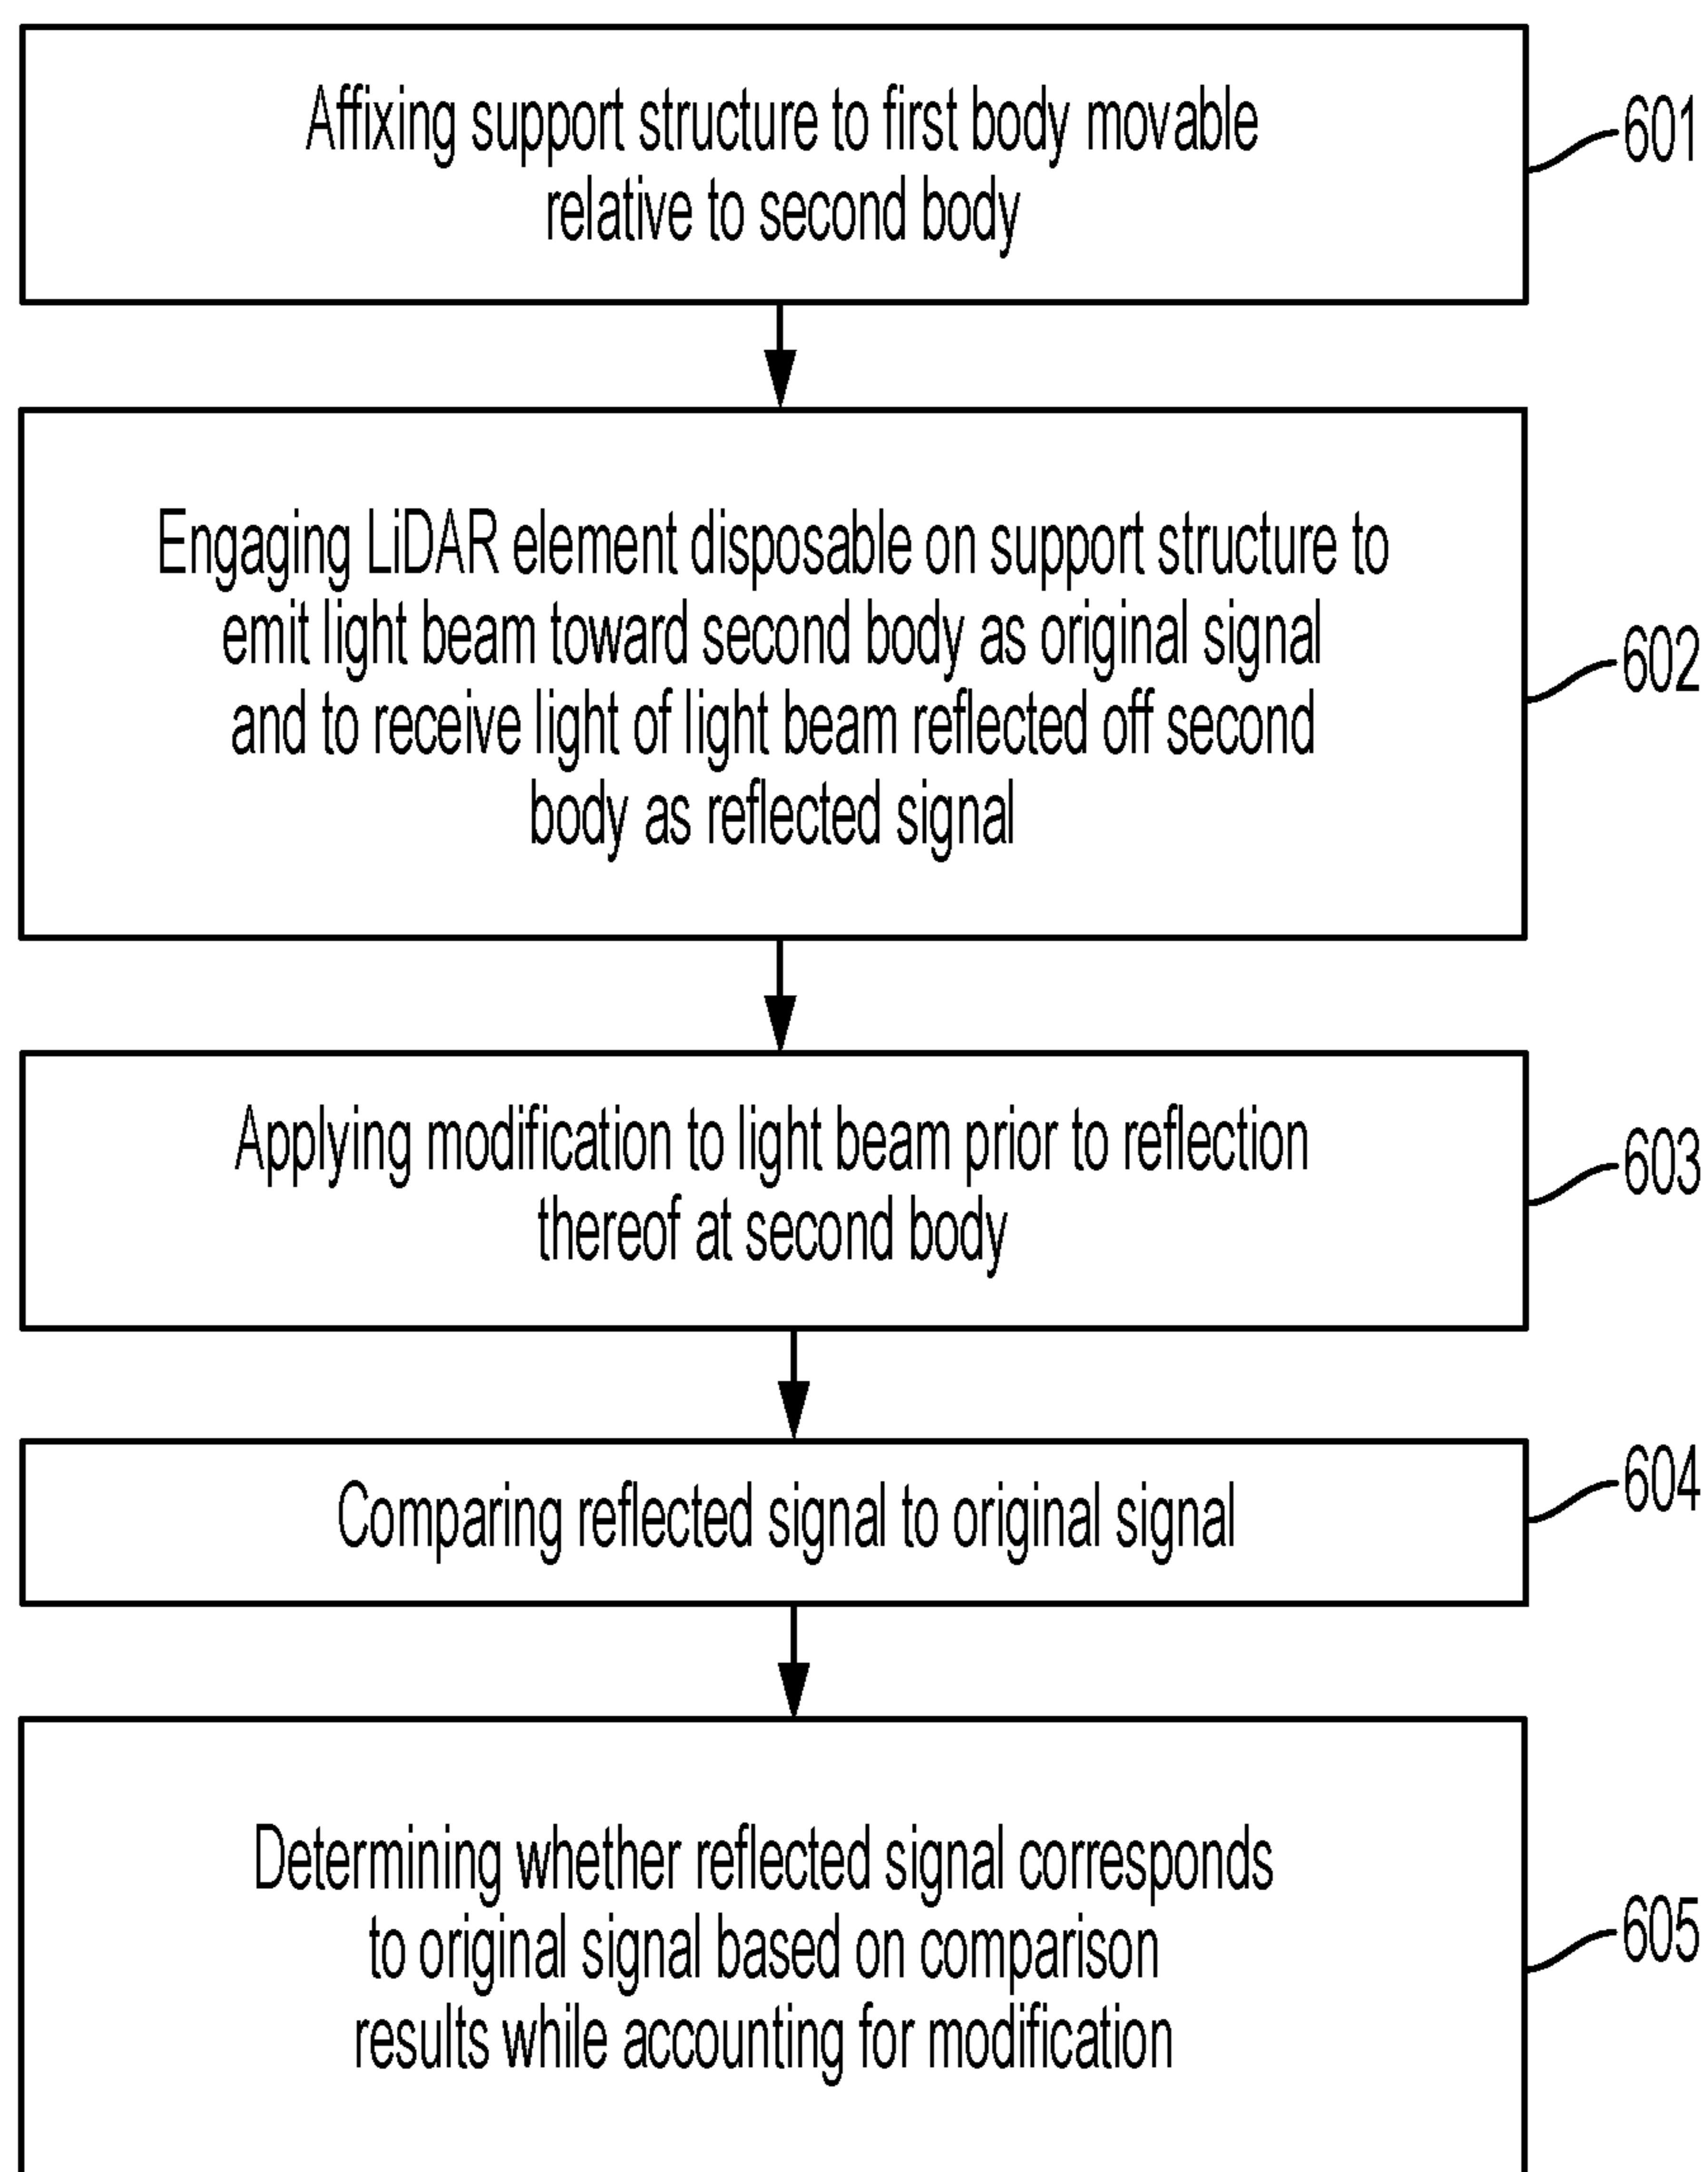 Affixing support structure to first body movable
relative to second body
601
Engaging LiDAR element disposable on support structure to
emit light beam toward second body as original signal
and to receive light of light beam reflected off second
body as reflected signal
602
Applying modification to light beam prior to reflection
thereof at second body
603
Comparing reflected signal to original signal
604
Determining whether reflected signal corresponds
to original signal based on comparison
results while accounting for modification
605